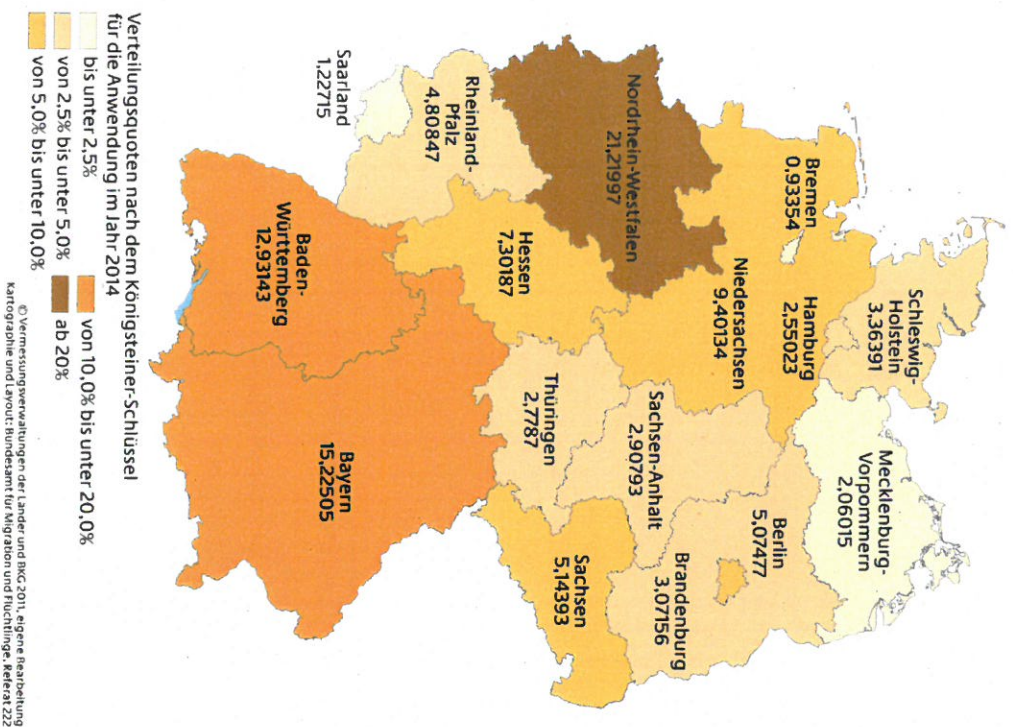 Schleswig-
Holstein
3,36391
Mecklenburg-
Vorpommern
2,06015
Hamburg
2,55023
Bremen
0,93354
Niedersachsen
9,40134
Berlin
5,07477
Brandenburg
3,07156
Sachsen-Anhalt
2,90793
Nordrhein-Westfalen
21,21997
Hessen
7,30187
Thüringen
2,7787
Sachsen
5,14393
Rheinland-
Pfalz
4,80847
Saarland
1,22715
Baden-
Württemberg
12,93143
Bayern
15,22505
Verteilungsquoten nach dem Königsteiner-Schlüssel
für die Anwendung im Jahr 2014
bis unter 2,5%
von 2,5% bis unter 5,0%
von 5,0% bis unter 10,0%
von 10,0% bis unter 20,0%
ab 20%
© Vermessungsverwaltungen der Länder und BKG 2011, eigene Bearbeitung
Kartographie und Layout: Bundesamt für Migration und Flüchtlinge, Referat 222